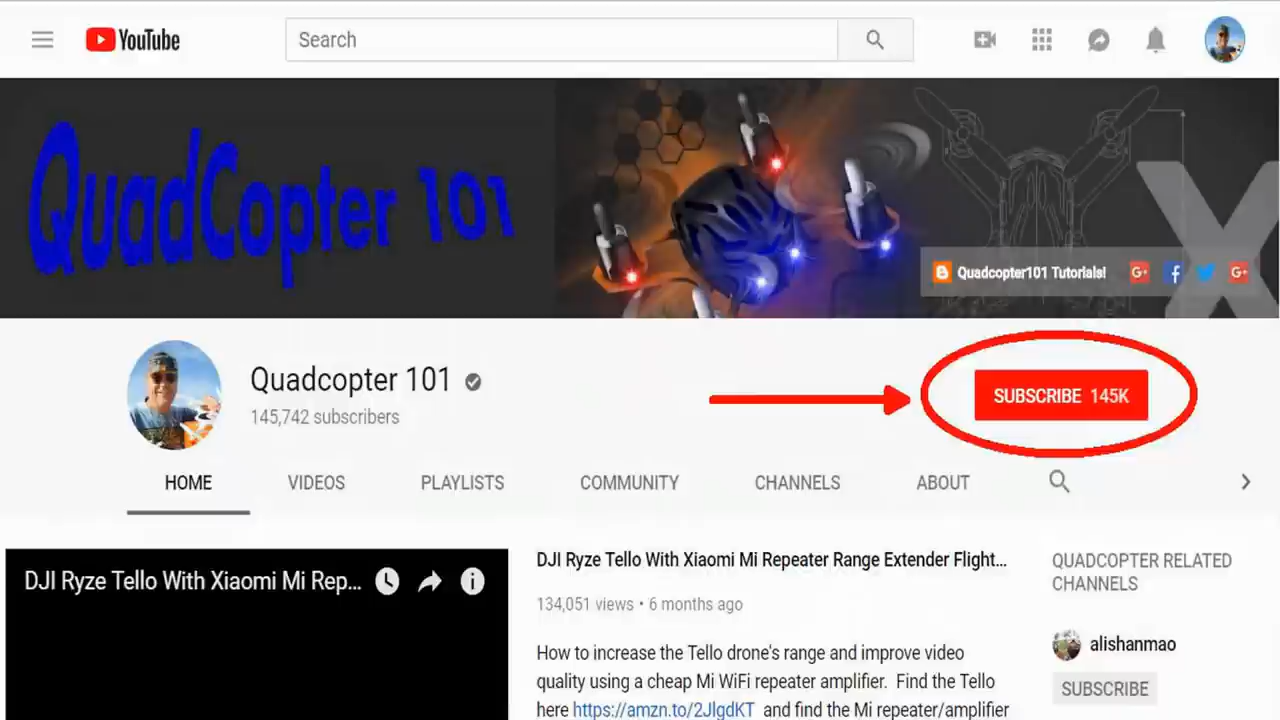 YouTube
Search
QuadCopter 101
X
Quadcopter101 Tutorials!
Quadcopter 101
145,742 subscribers
SUBSCRIBE 145K
HOME VIDEOS PLAYLISTS COMMUNITY CHANNELS ABOUT
DJI Ryze Tello With Xiaomi Mi Rep...
DJI Ryze Tello With Xiaomi Mi Repeater Range Extender Flight...
134,051 views • 6 months ago
How to increase the Tello drone's range and improve video
quality using a cheap Mi WiFi repeater amplifier. Find the Tello
here https://amzn.to/2JlgdKT and find the Mi repeater/amplifier
QUADCOPTER RELATED
CHANNELS
alishanmao
SUBSCRIBE